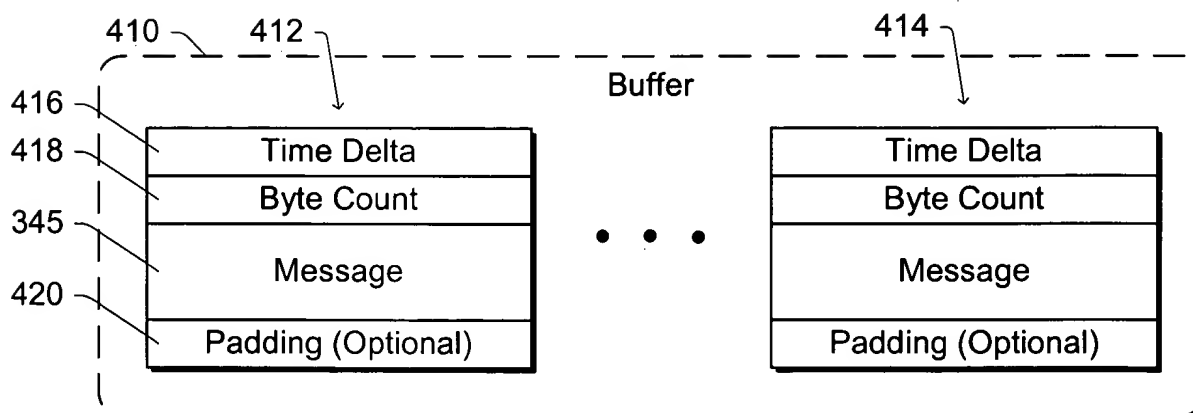 410
412
414
Buffer
416
Time Delta
Time Delta
418
Byte Count
Byte Count
345
Message
Message
420
Padding (Optional)
Padding (Optional)